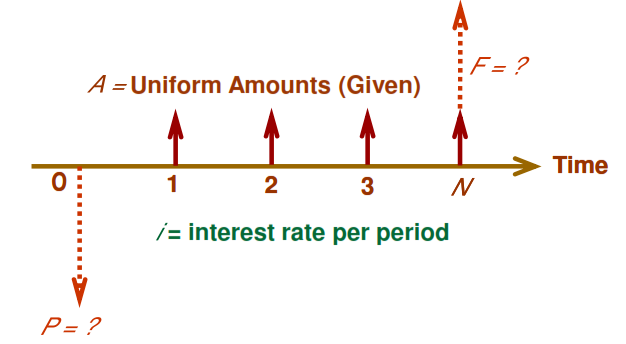 F = ?
A = Uniform Amounts (Given)
Time
0 1 2 3 N
i = interest rate per period
P = ?